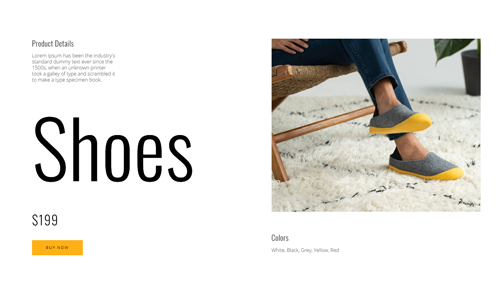 Product Details
Lorem Ipsum has been the industry's
standard dummy text ever since the
1500s, when an unknown printer
took a galley of type and scrambled it
to make a type specimen book.
Shoes
$199
BUY NOW
Colors
White, Black, Grey, Yellow, Red